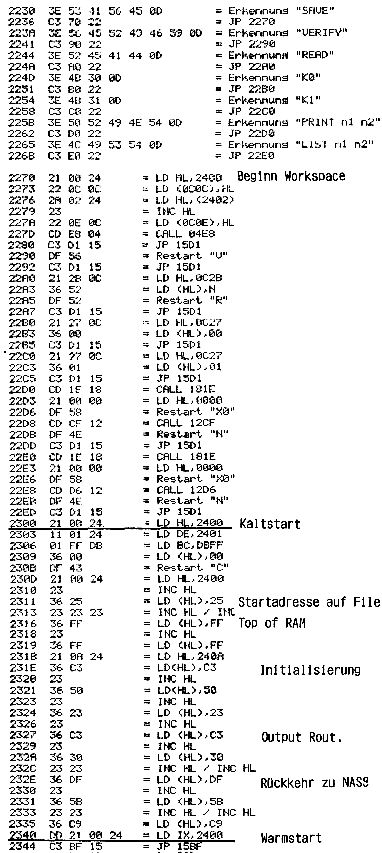 2230 3E 53 41 56 45 0D = Erkennung "SAVE"
2236 C3 70 22 = JP 2270
223A 3E 56 45 52 49 46 59 0D = Erkennung "VERIFY"
2241 C3 90 22 = JP 2290
2244 3E 52 45 41 44 0D = Erkennung "READ"
224A C3 A0 22 = JP 22A0
224D 3E 4B 30 0D = Erkennung "K0"
2251 C3 B0 22 = JP 22B0
2254 3E 4B 31 0D = Erkennung "K1"
2258 C3 C0 22 = JP 22C0
225B 3E 50 52 49 4E 54 0D = Erkennung "PRINT n1 n2"
2262 C3 D0 22 = JP 22D0
2265 3E 4C 49 53 54 0D = Erkennung "LIST n1 n2"
226B C3 E0 22 = JP 22E0
2270 21 00 24 = LD HL,2400 Beginn Workspace
2273 22 0C 0C = LD (0C0C),HL
2276 2A 02 24 = LD HL,(2402)
2279 23 = INC HL
227A 22 0E 0C = LD (0C0E),HL
227D CD E8 04 = CALL 04E8
2280 C3 D1 15 = JP 15D1
2290 DF 56 = Restart "V"
2292 C3 D1 15 = JP 15D1
22A0 21 2B 0C = LD HL,0C2B
22A3 36 52 = LD (HL),N
22A5 DF 52 = Restart "R"
22A7 C3 D1 15 = JP 15D1
22B0 21 27 0C = LD HL,0C27
22B3 36 00 = LD (HL),00
22B5 C3 D1 15 = JP 15D1
22C0 21 27 0C = LD HL,0C27
22C3 36 01 = LD (HL),01
22C5 C3 D1 15 = JP 15D1
22D0 CD 1E 18 = CALL 181E
22D3 21 00 00 = LD HL,0000
22D6 DF 58 = Restart "X0"
22D8 CD CF 12 = CALL 12CF
22DB DF 4E = Restart "N"
22DD C3 D1 15 = JP 15D1
22E0 CD 1E 18 = CALL 181E
22E3 21 00 00 = LD HL,0000
22E6 DF 58 = Restart "X0"
22E8 CD D6 12 = CALL 12D6
22EB DF 4E = Restart "N"
22ED C3 D1 15 = JP 15D1
2300 21 00 24 = LD HL,2400 Kaltstart
2303 11 01 24 = LD DE,2401
2306 01 FF DB = LD BC,DBFF
2309 36 00 = LD (HL),00
230B DF 43 = Restart "C"
230D 21 00 24 = LD HL,2400
2310 23 = INC HL
2311 36 25 = LD (HL),25 Startadresse auf File
2313 23 23 23 = INC HL / INC
2316 36 FF = LD (HL),FF Top of RAM
2318 23 = INC HL
2319 36 FF = LD (HL),FF
231B 21 0A 24 = LD HL,240A
231E 36 C3 = LD(HL),C3 Initialisierung
2320 23 = INC HL
2321 36 50 = LD(HL),50
2323 23 = INC HL
2324 36 23 = LD (HL),23
2326 23 = INC HL
2327 36 C3 = LD (HL),C3 Output Rout.
2329 23 = INC HL
232A 36 30 = LD (HL),30
232C 23 23 = INC HL / INC HL
232E 36 DF = LD (HL),DF Rückkehr zu NAS9
2330 23 = INC HL
2331 36 5B = LD (HL),5B
2333 23 23 = INC HL / INC HL
2335 36 C9 = LD (HL),C9
2340 DD 21 00 24 = LD IX,2400 Warmstart
2344 C3 BF 15 = JP 15BF